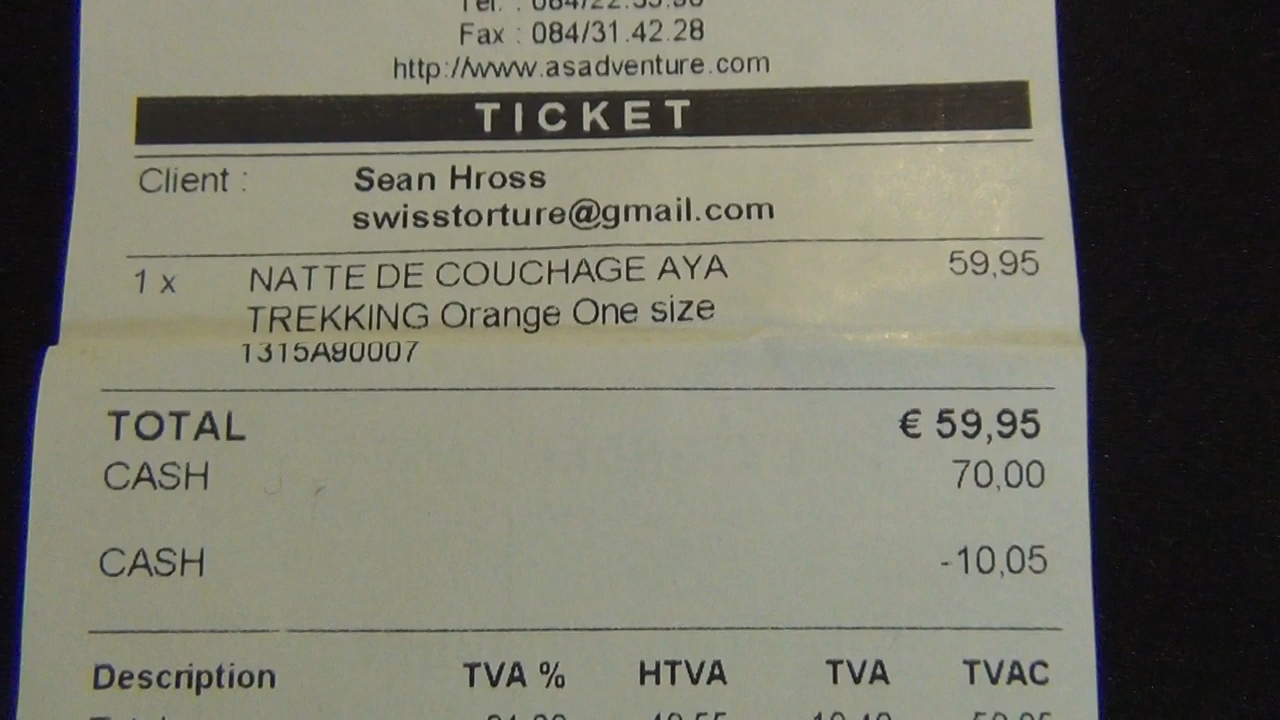 Fax : 084/31.42.28
http://www.asadventure.com
TICKET
Client : Sean Hross
swisstorture@gmail.com
1 x NATTE DE COUCHAGE AYA 59,95
TREKKING Orange One size
1315A90007
TOTAL € 59,95
CASH 70,00
CASH -10,05
Description TVA % HTVA TVA TVAC